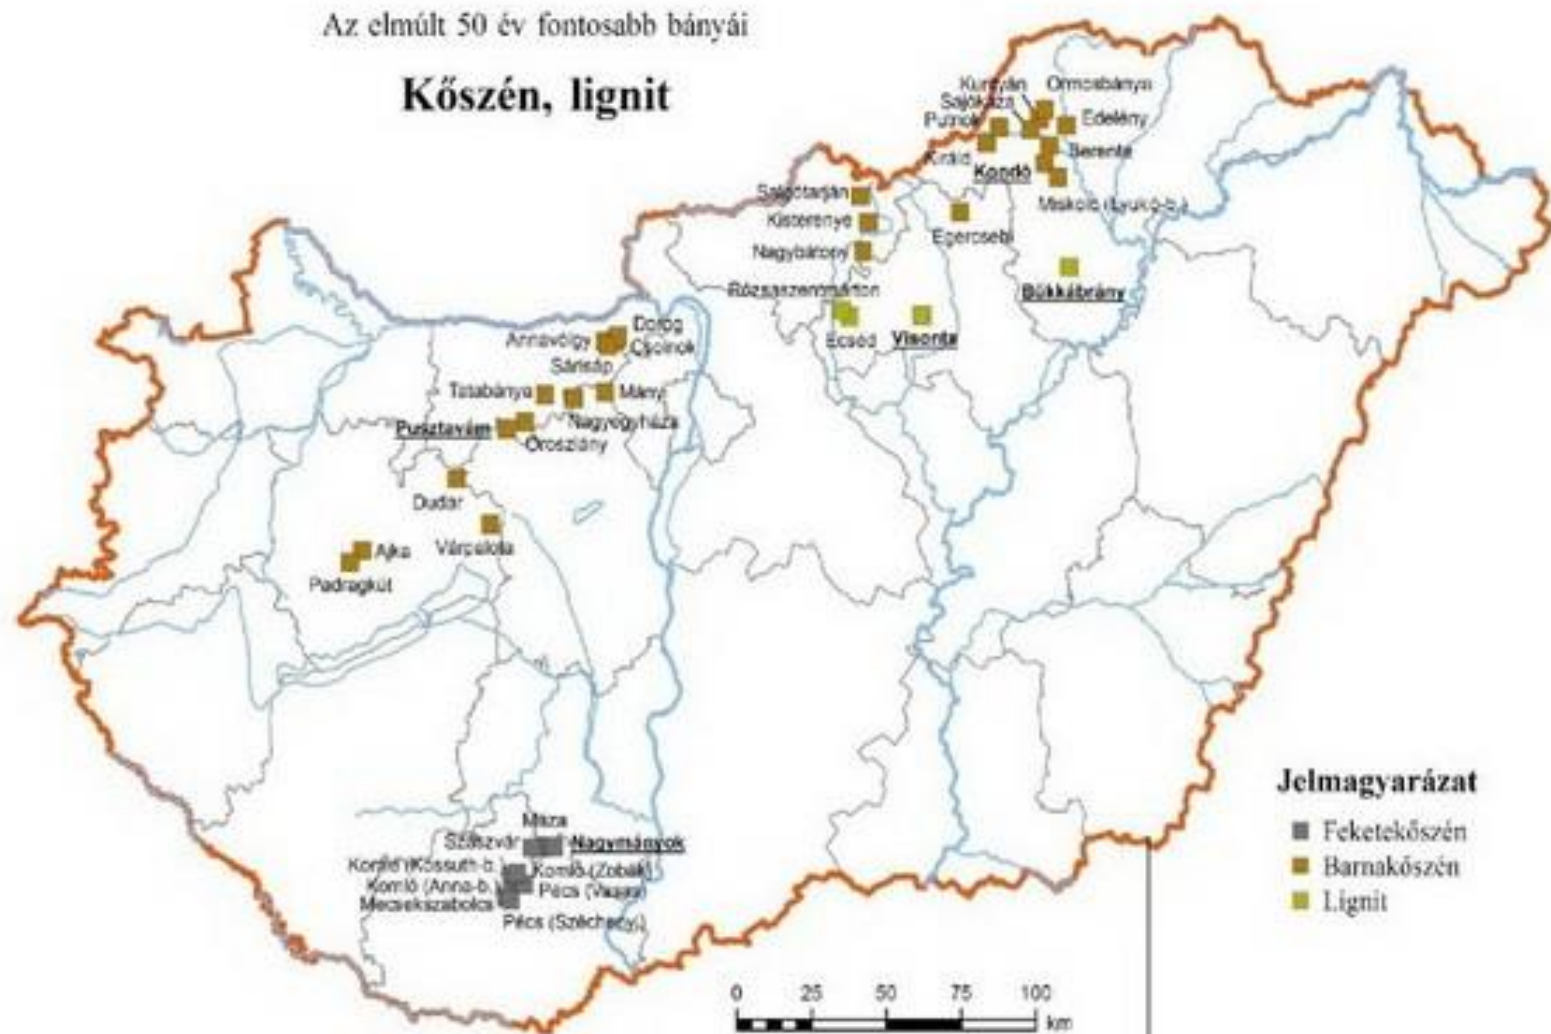 Az elmúlt 50 év fontosabb bányái
Kőszén, lignit
Kurityán
Ormosbánya
Sajókaza
Putnok
Edelény
Királd
Kondó
Berente
Miskolc (Lyukó-b.)
Salgótarján
Kisterenye
Egercsehi
Nagybátony
Rózsaszentmárton
Bükkábrány
Ecséd
Visonta
Dorog
Annavölgy
Csolnok
Sárisáp
Tatabánya
Mány
Nagyegyháza
Pusztavám
Oroszlány
Dudar
Várpalota
Ajka
Padragkút
Máza
Szászvár
Nagymányok
Komló (Kossuth-b.)
Komló (Zobák)
Komló (Anna-b.)
Pécs (Vasas)
Mecsekszabolcs
Pécs (Széchenyi)
Jelmagyarázat
Feketekőszén
Barnakőszén
Lignit
0 25 50 75 100
km